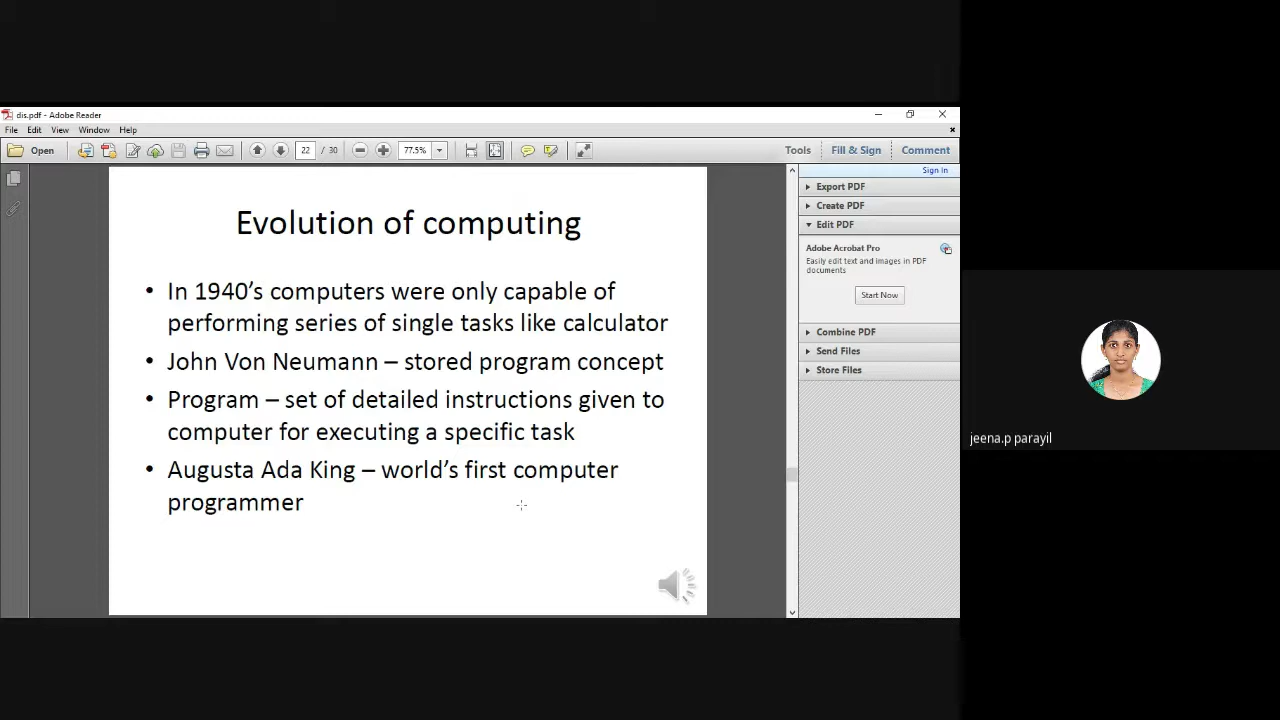 dis.pdf - Adobe Reader
File Edit View Window Help
Open 22 / 30 77.5% Tools Fill & Sign Comment
Sign In
Export PDF
Create PDF
Edit PDF
Adobe Acrobat Pro
Easily edit text and images in PDF
documents
Start Now
Combine PDF
Send Files
Store Files
Evolution of computing
• In 1940's computers were only capable of
performing series of single tasks like calculator
• John Von Neumann – stored program concept
• Program – set of detailed instructions given to
computer for executing a specific task
• Augusta Ada King – world's first computer
programmer
jeena.p parayil